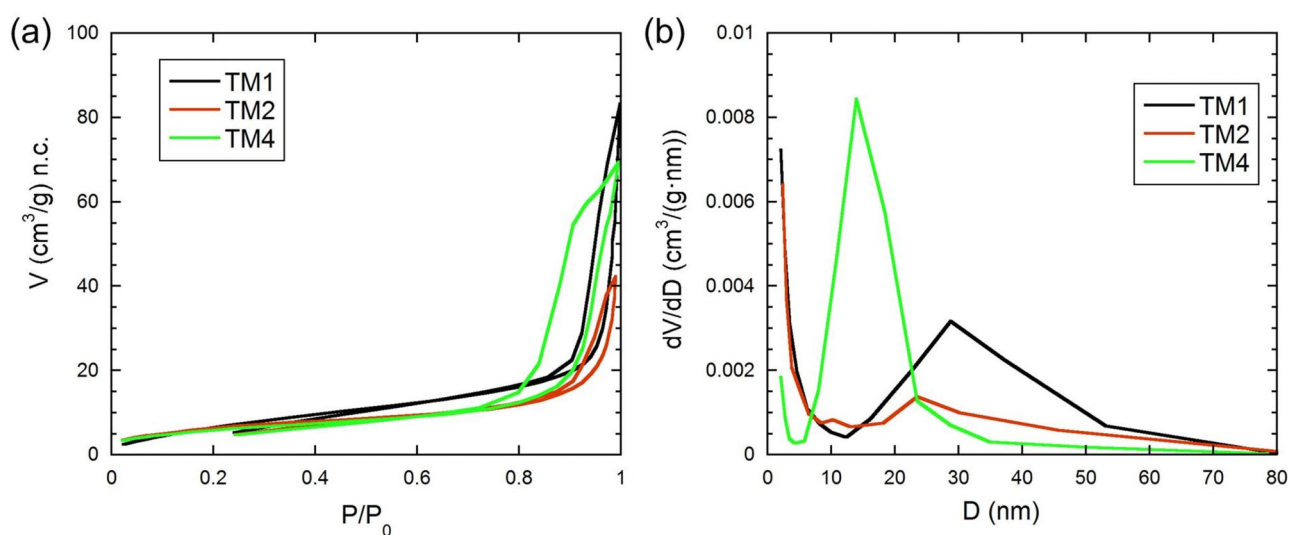 (a)
100
80
60
40
20
0
V (cm³/g) n.c.
TM1
TM2
TM4
0 0.2 0.4 0.6 0.8 1
P/P₀
(b)
0.01
0.008
0.006
0.004
0.002
0
dV/dD (cm³/(g·nm))
TM1
TM2
TM4
0 10 20 30 40 50 60 70 80
D (nm)